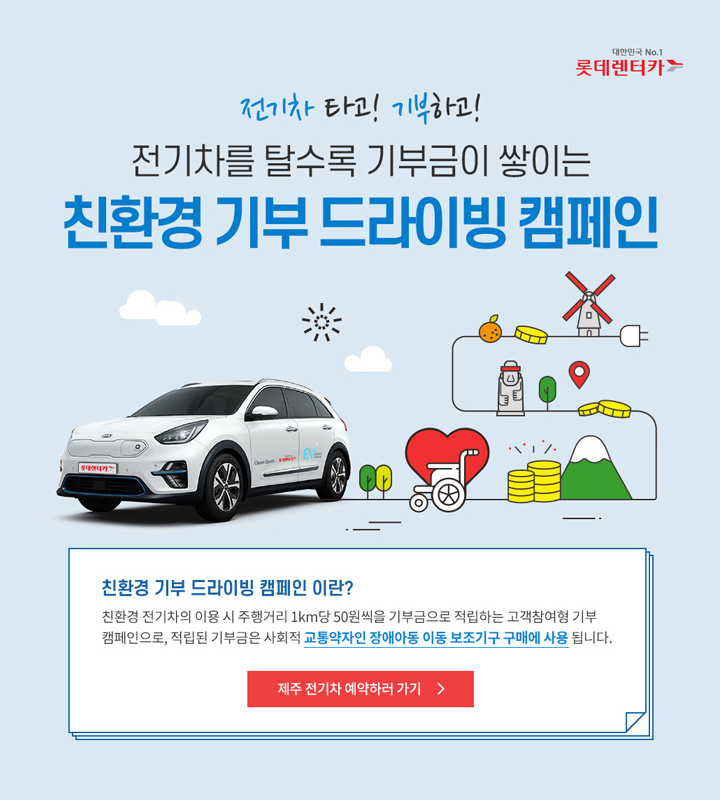 대한민국 No.1
롯데렌터카
전기차 타고! 기부하고!
전기차를 탈수록 기부금이 쌓이는
친환경 기부 드라이빙 캠페인
롯데렌터카
Clean Car is
EV
친환경 기부 드라이빙 캠페인 이란?
친환경 전기차의 이용 시 주행거리 1km당 50원씩을 기부금으로 적립하는 고객참여형 기부
캠페인으로, 적립된 기부금은 사회적 교통약자인 장애아동 이동 보조기구 구매에 사용 됩니다.
제주 전기차 예약하러 가기 >